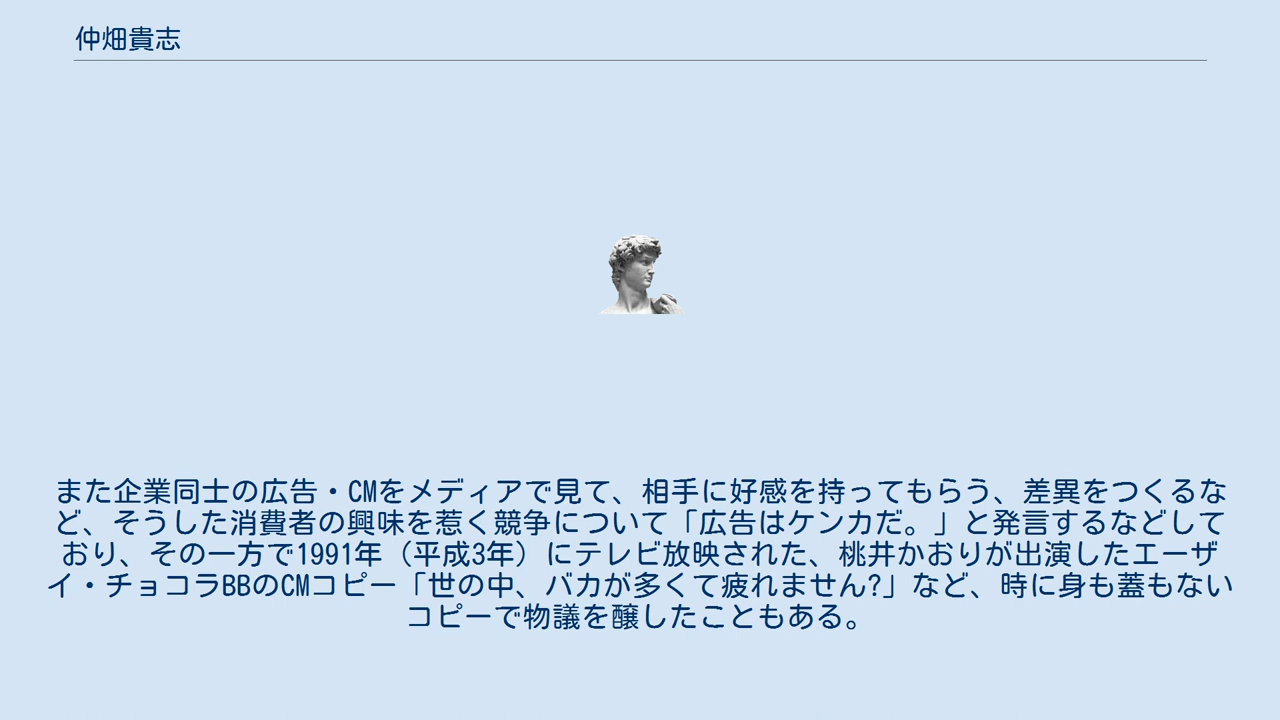 仲畑貴志
また企業同士の広告・CMをメディアで見て、相手に好感を持ってもらう、差異をつくるな
ど、そうした消費者の興味を惹く競争について「広告はケンカだ。」と発言するなどして
おり、その一方で1991年（平成3年）にテレビ放映された、桃井かおりが出演したエーザ
イ・チョコラBBのCMコピー「世の中、バカが多くて疲れません?」など、時に身も蓋もない
コピーで物議を醸したこともある。